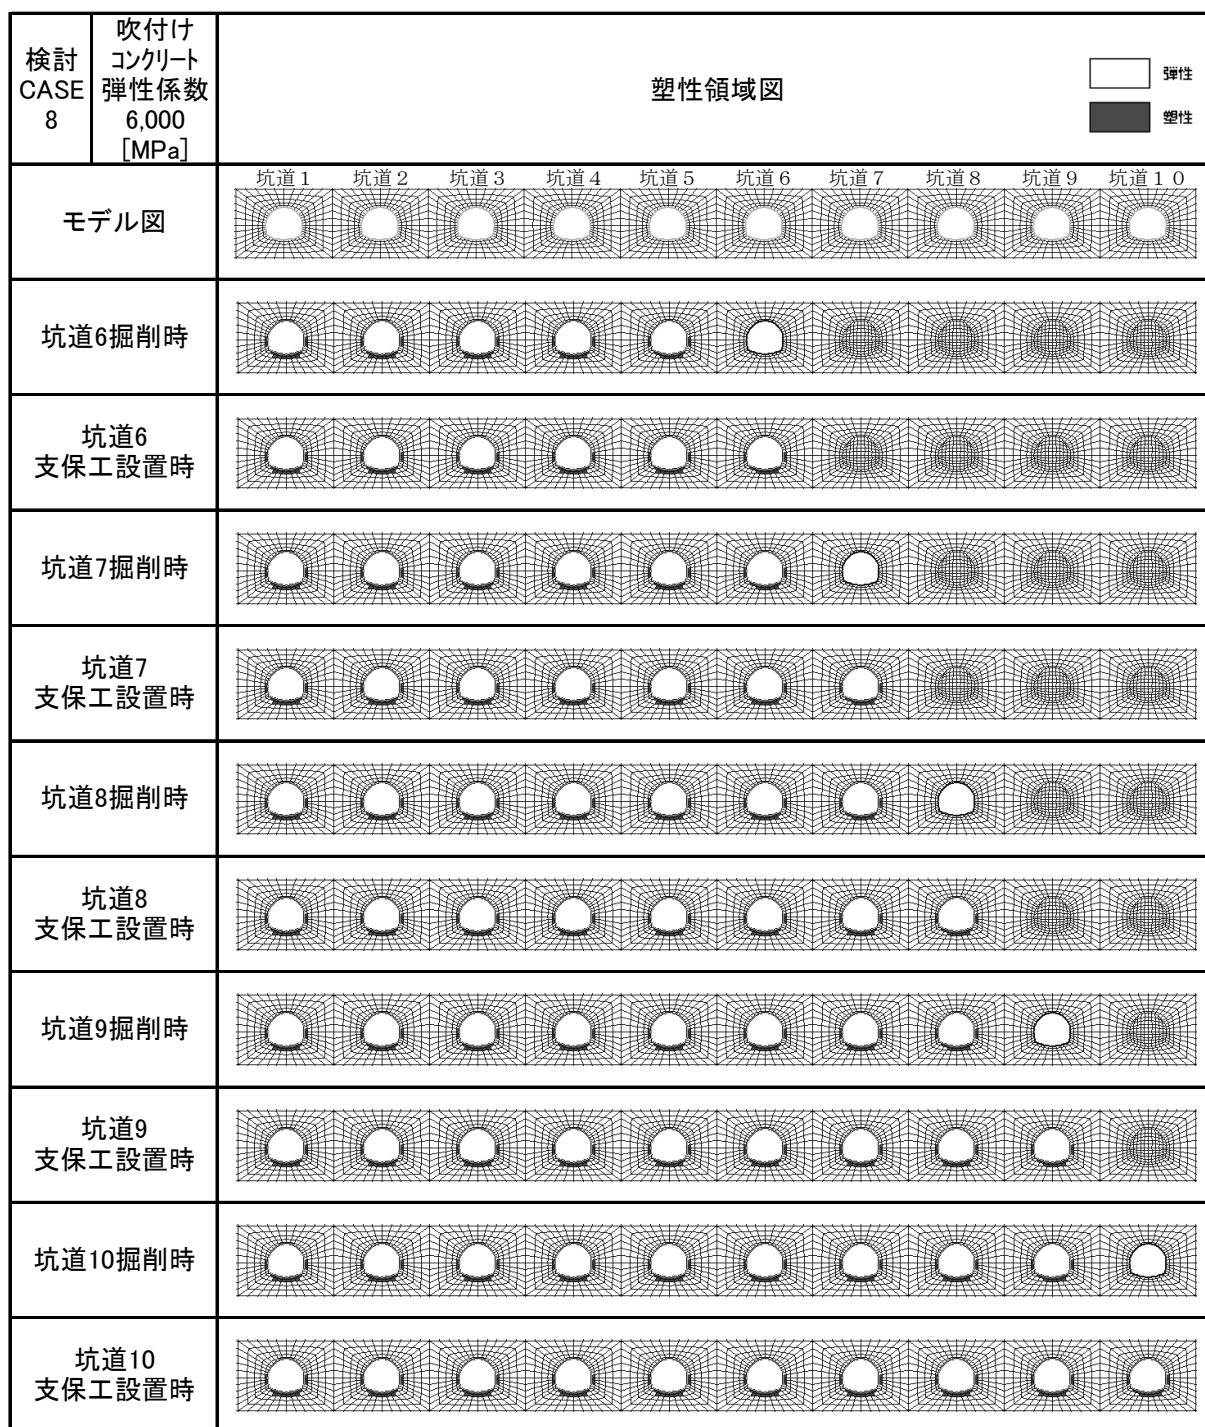 検討
CASE
8
吹付け
コンクリート
弾性係数
6,000
[MPa]
塑性領域図
弾性
塑性
モデル図
坑道1 坑道2 坑道3 坑道4 坑道5 坑道6 坑道7 坑道8 坑道9 坑道10
坑道6掘削時
坑道6
支保工設置時
坑道7掘削時
坑道7
支保工設置時
坑道8掘削時
坑道8
支保工設置時
坑道9掘削時
坑道9
支保工設置時
坑道10掘削時
坑道10
支保工設置時